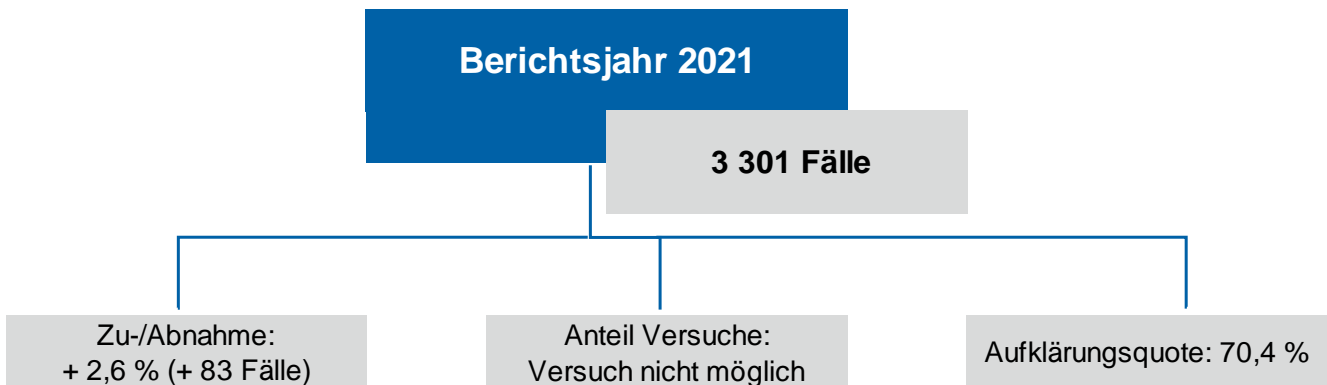 Berichtsjahr 2021
3 301 Fälle
Zu-/Abnahme:
+ 2,6 % (+ 83 Fälle)
Anteil Versuche:
Versuch nicht möglich
Aufklärungsquote: 70,4 %